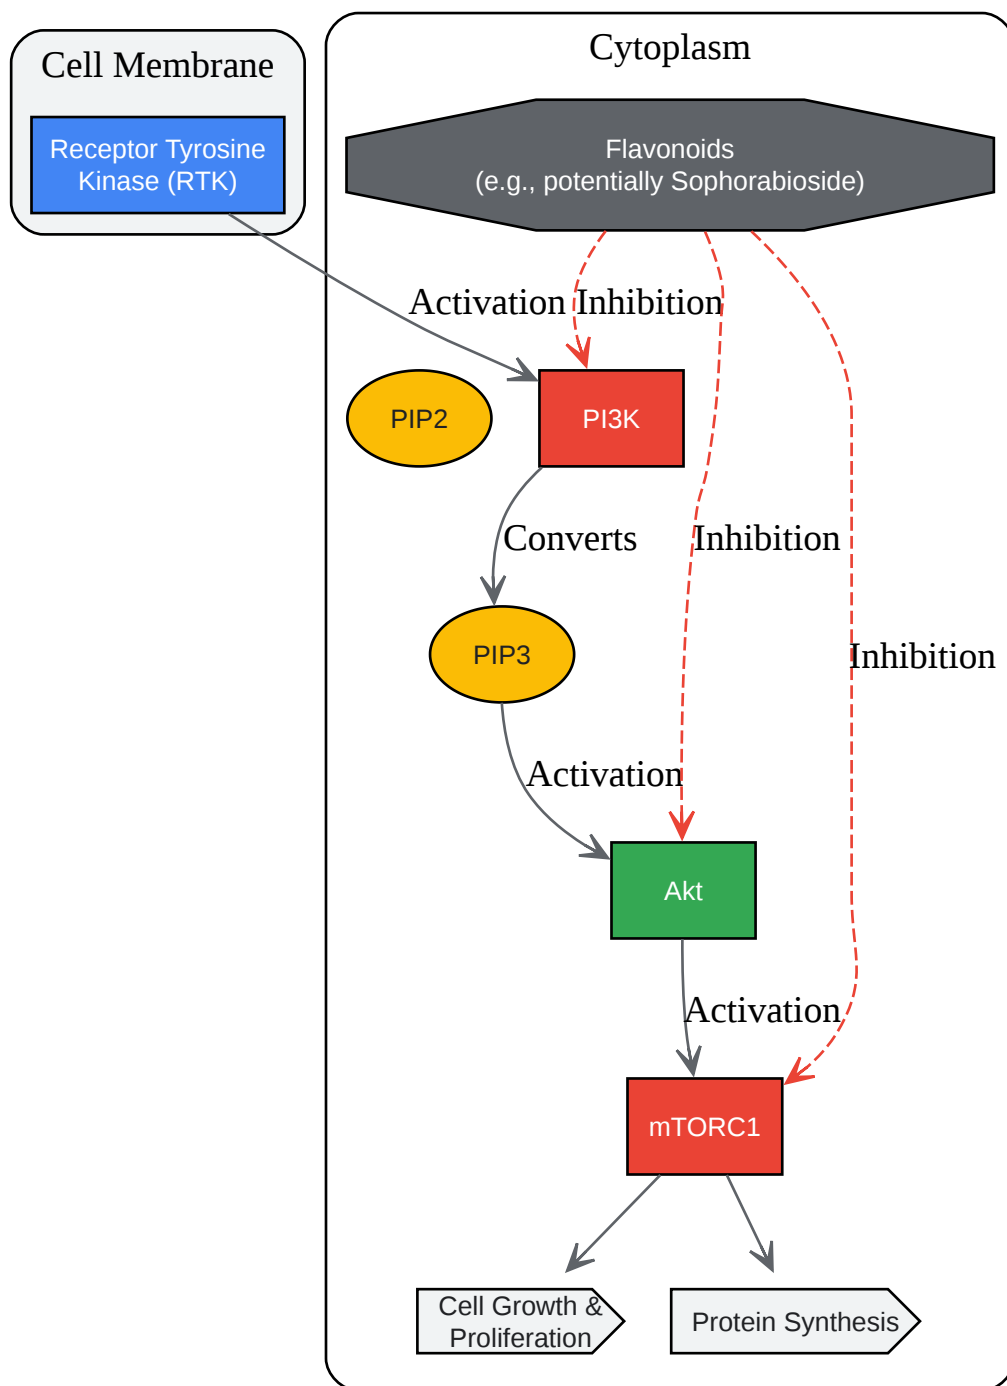 Cell Membrane
Receptor Tyrosine
Kinase (RTK)
Cytoplasm
Flavonoids
(e.g., potentially Sophorabioside)
Activation
Inhibition
PIP2
PI3K
Converts
Inhibition
PIP3
Inhibition
Activation
Akt
Activation
mTORC1
Cell Growth &
Proliferation
Protein Synthesis